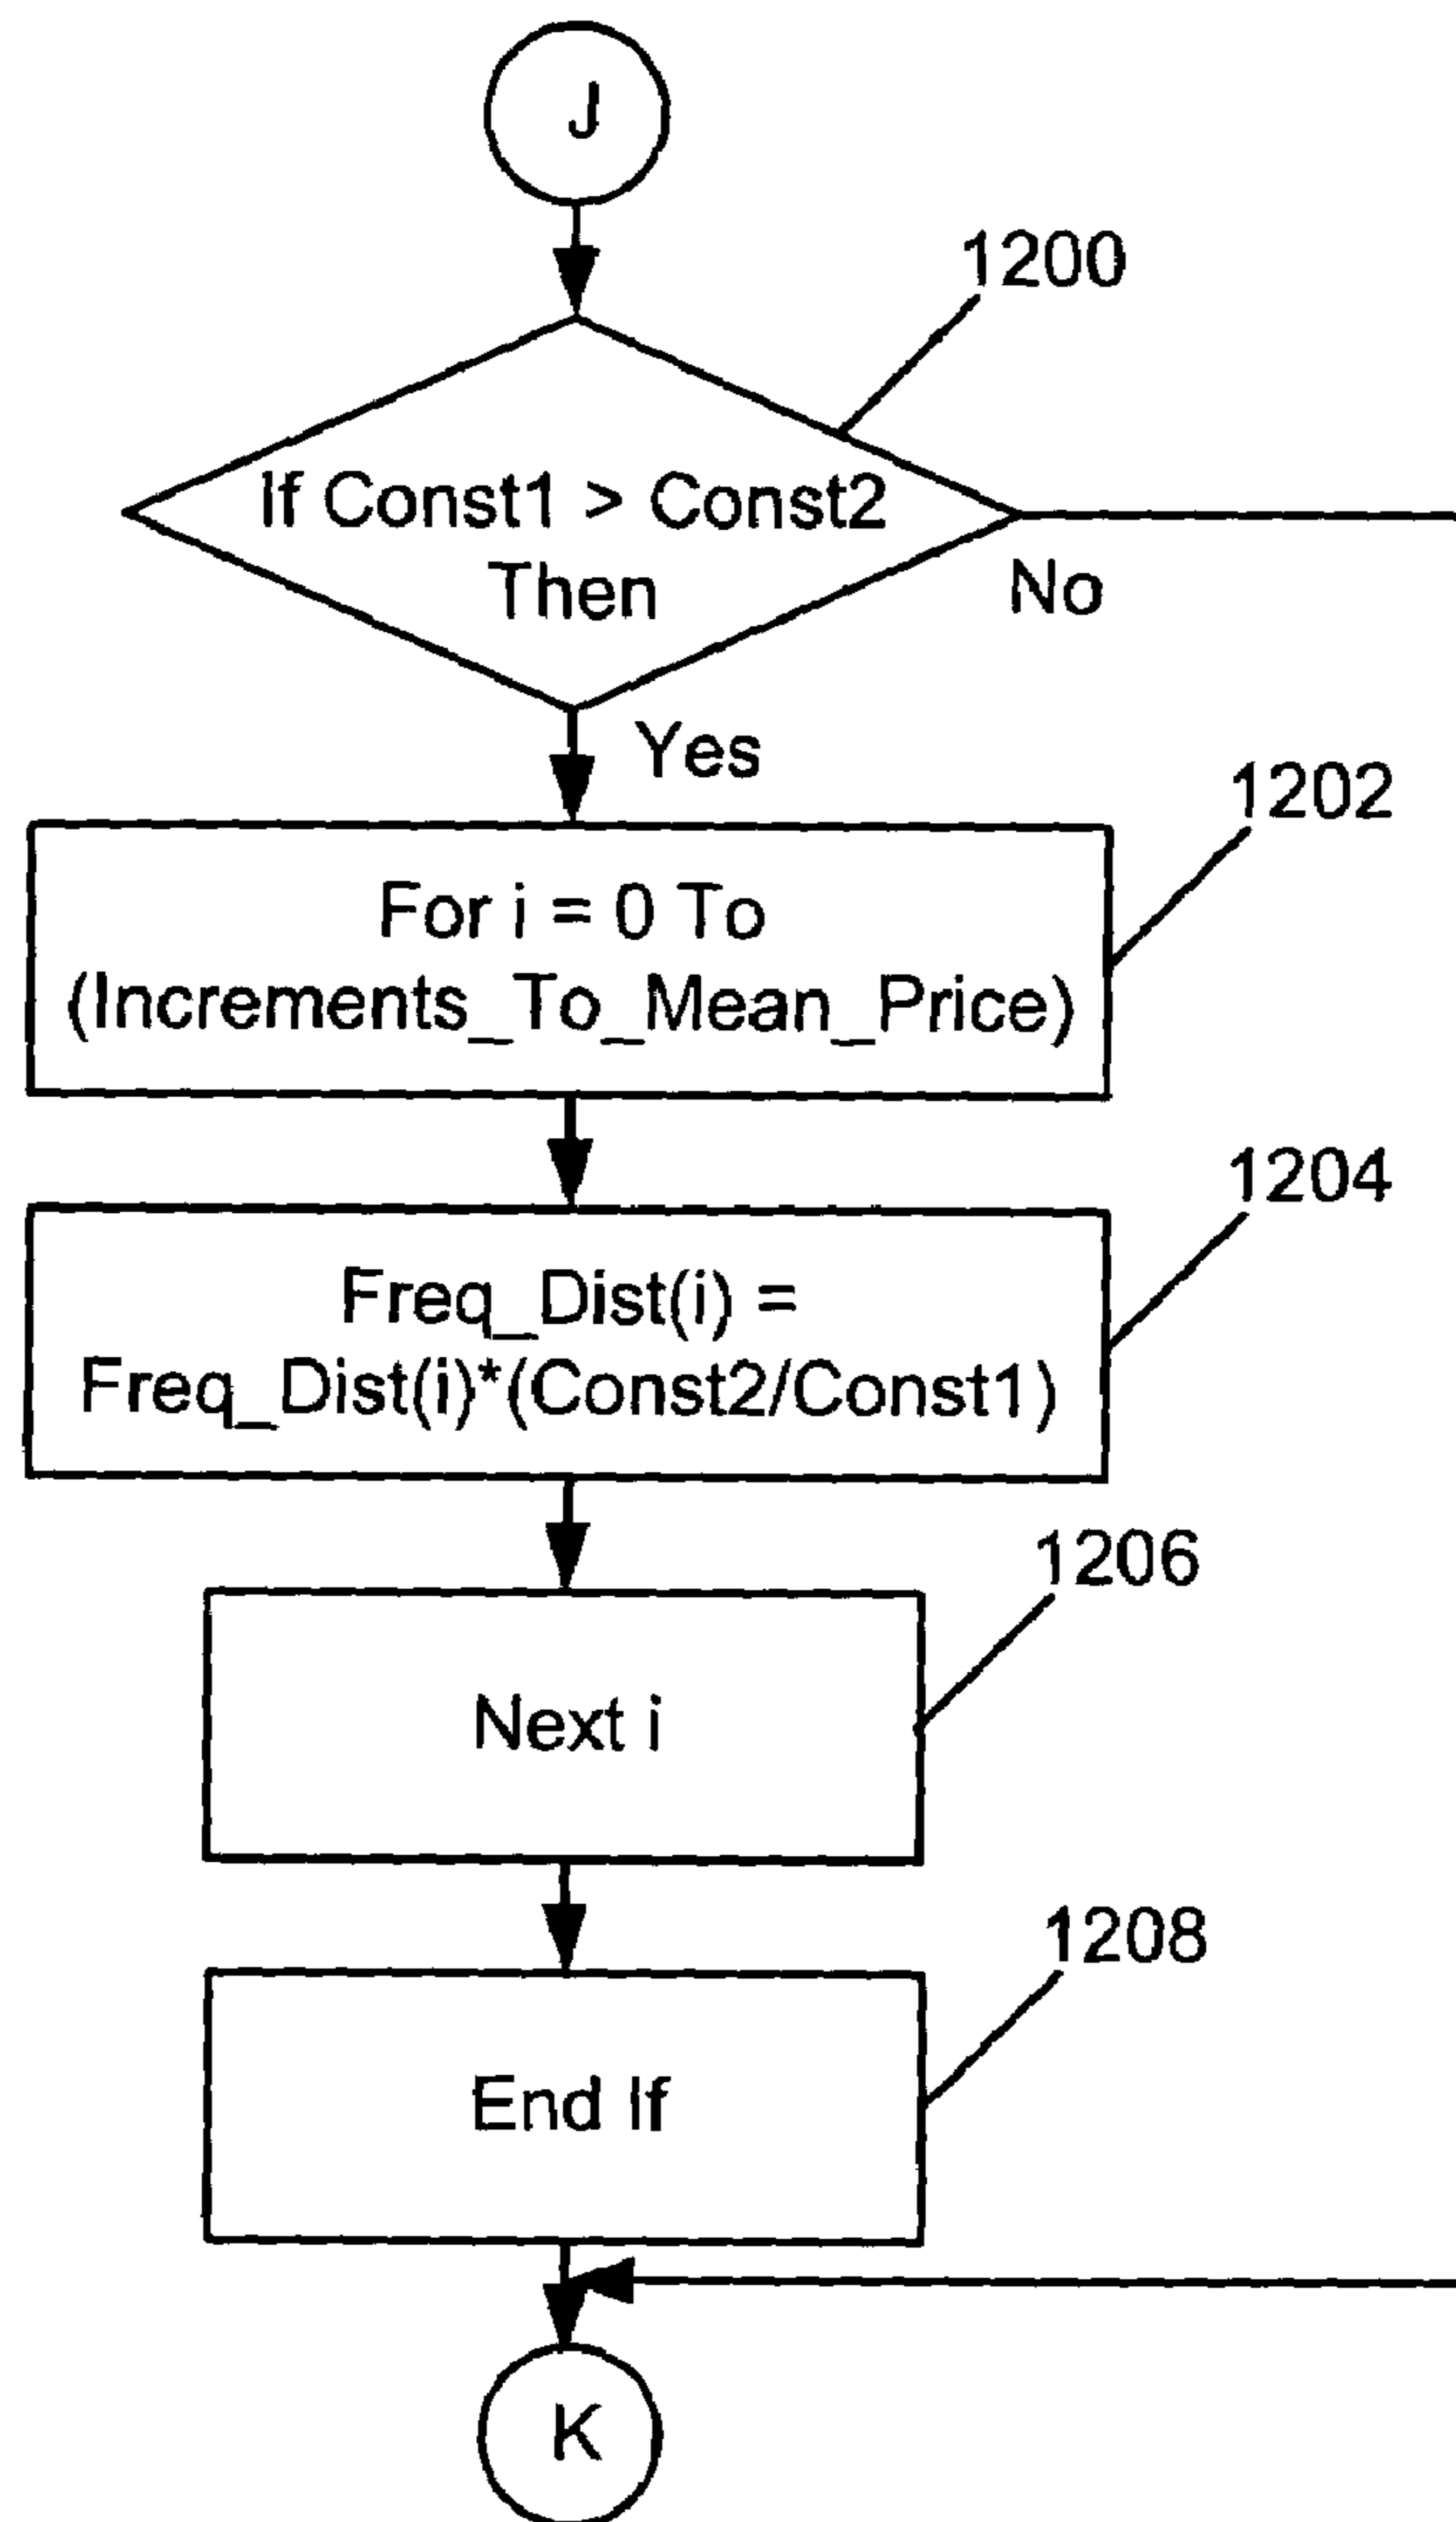 J
1200
If Const1 > Const2
Then
No
Yes
1202
For i = 0 To
(Increments_To_Mean_Price)
1204
Freq_Dist(i) =
Freq_Dist(i)*(Const2/Const1)
1206
Next i
1208
End If
K